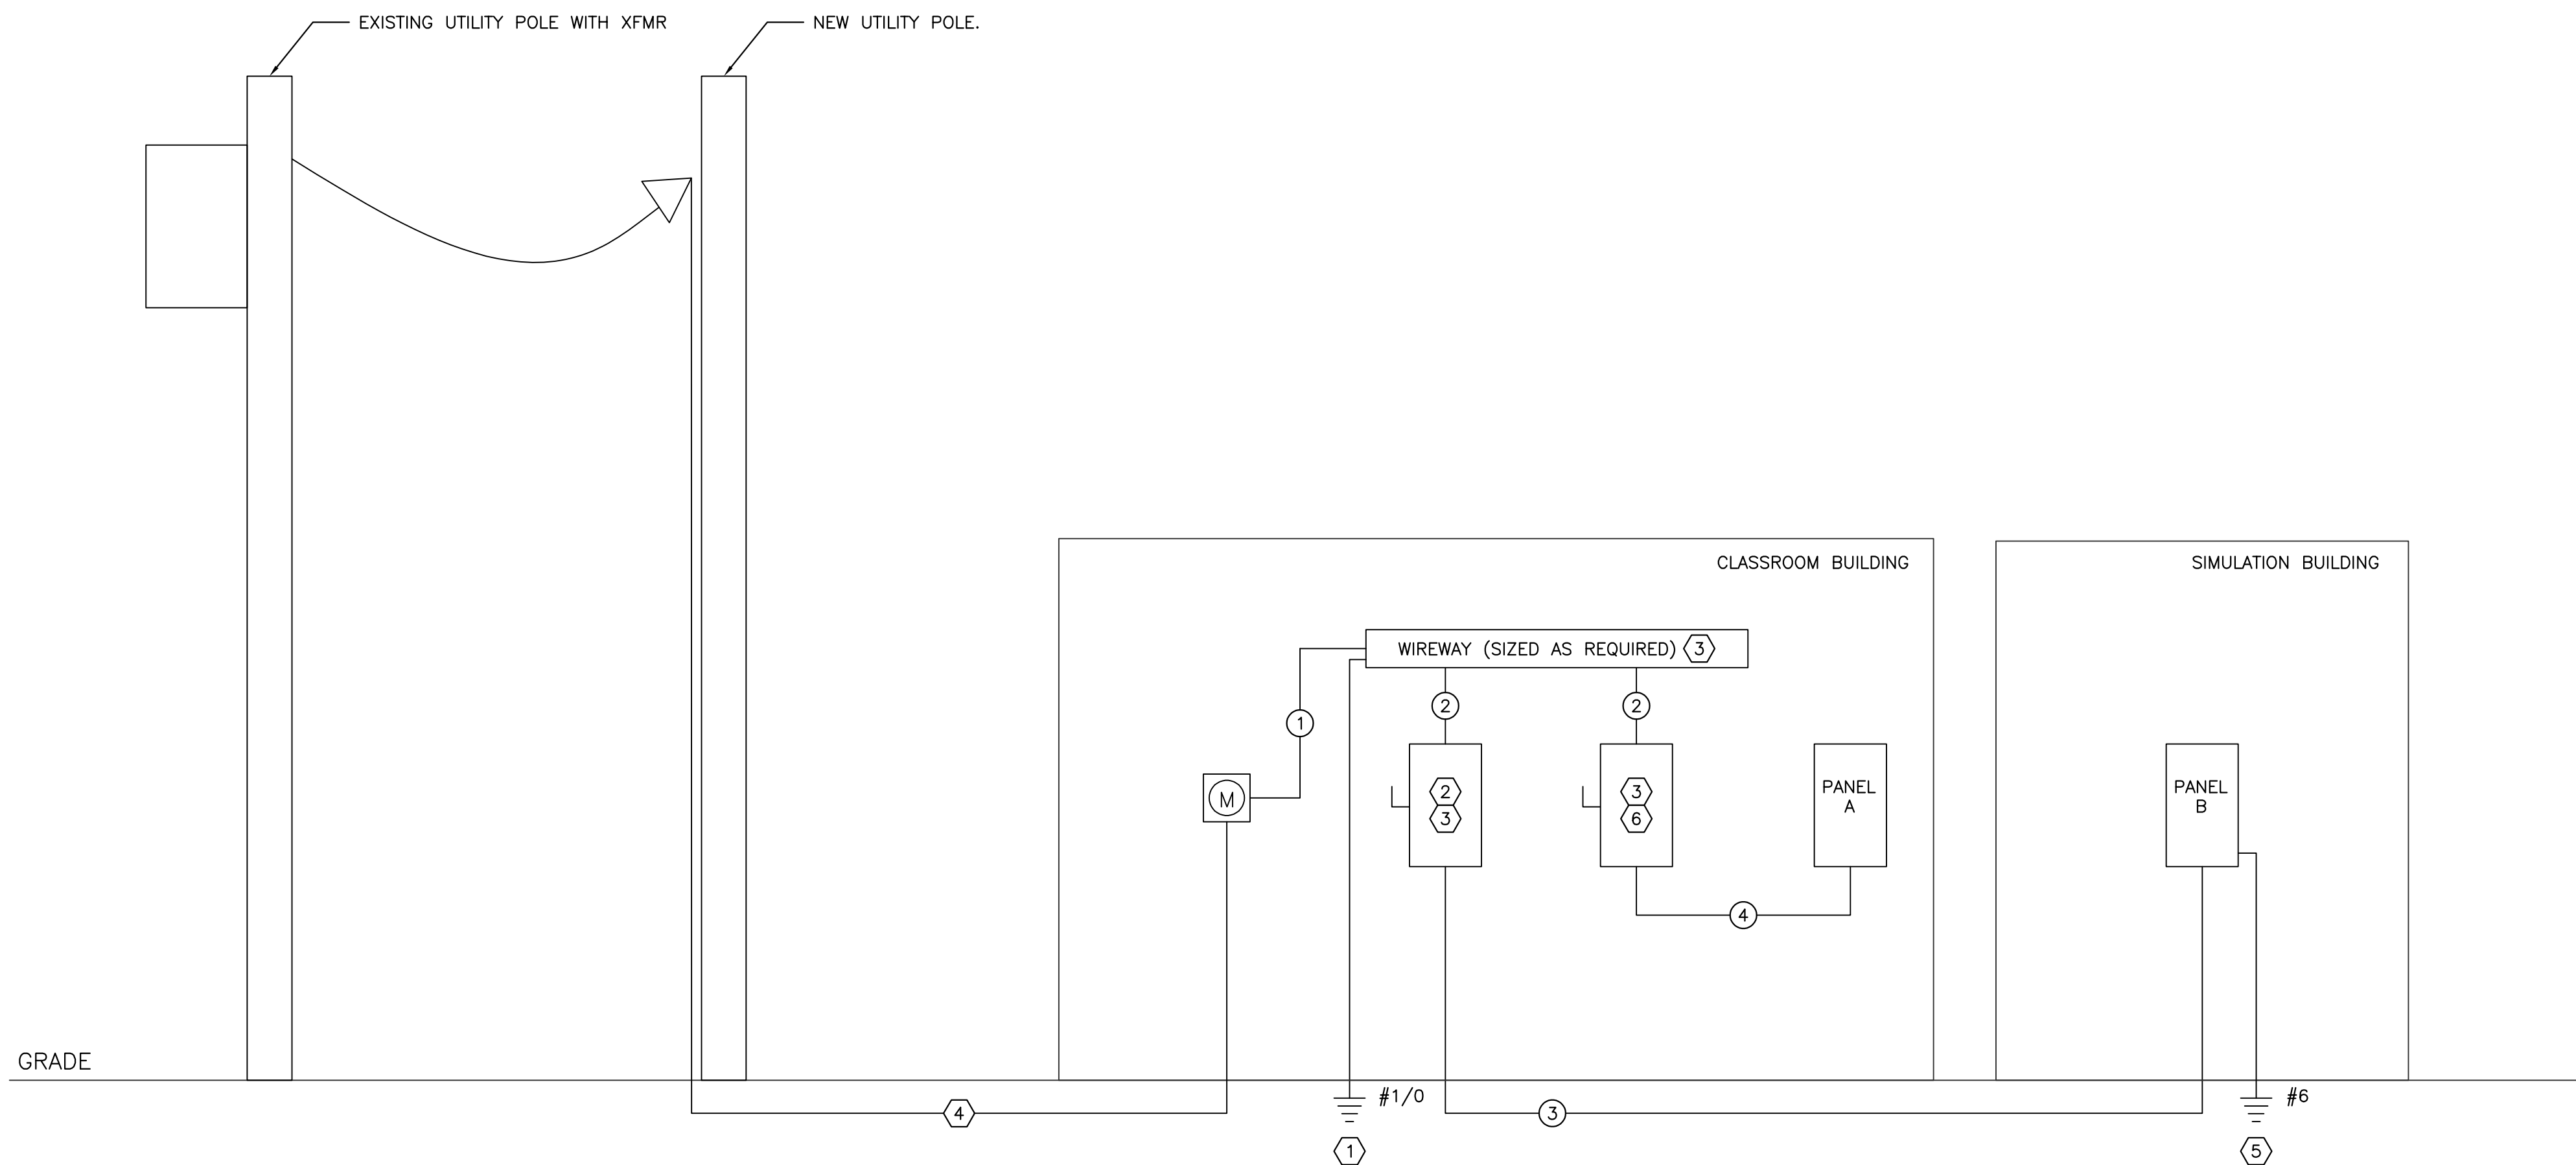 EXISTING UTILITY POLE WITH XFMR
NEW UTILITY POLE.
CLASSROOM BUILDING
SIMULATION BUILDING
WIREWAY (SIZED AS REQUIRED) 3
2
2
1
M
2
3
3
6
PANEL
A
PANEL
B
4
GRADE
#1/0
#6
4
3
1
5